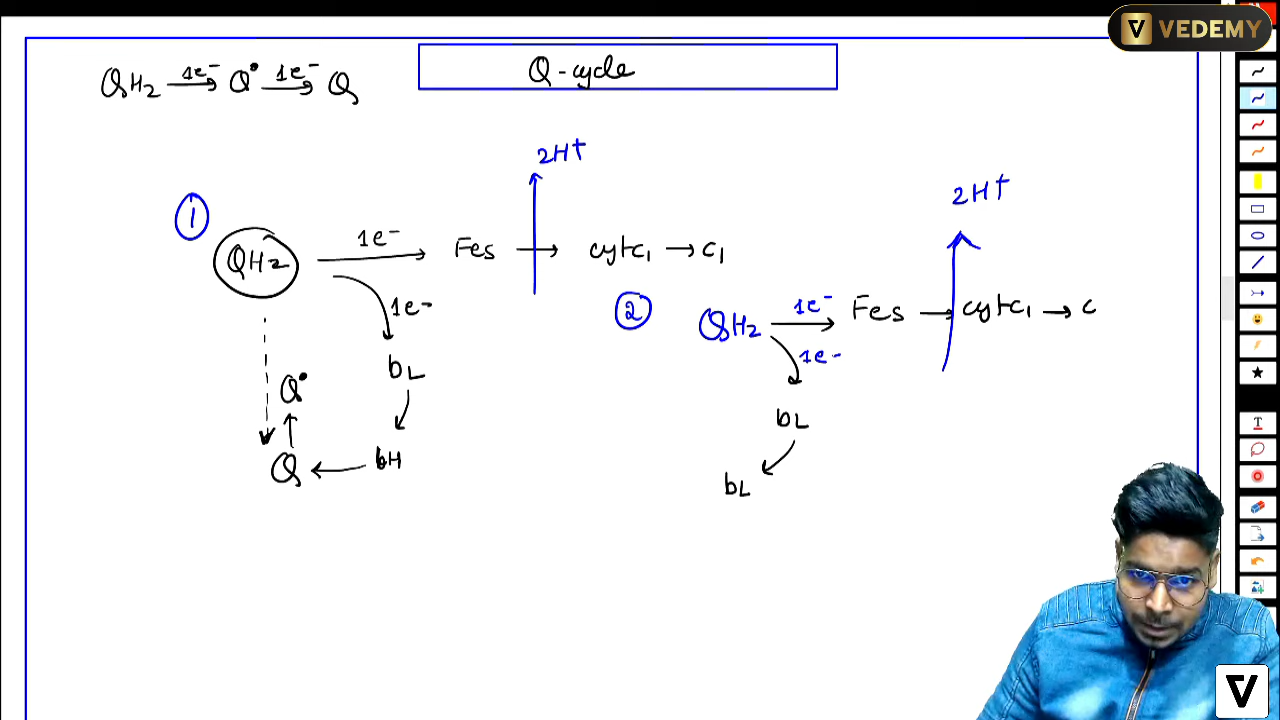 VEDEMY
Q-cycle
QH2 1e- → Q• 1e- → Q
2H+
①
QH2 1e- → Fes → cytc1 → c1
1e-
bL
bH
Q•
Q
2H+
②
QH2 1e- → Fes → cytc1 → c
1e-
bL
bL
T